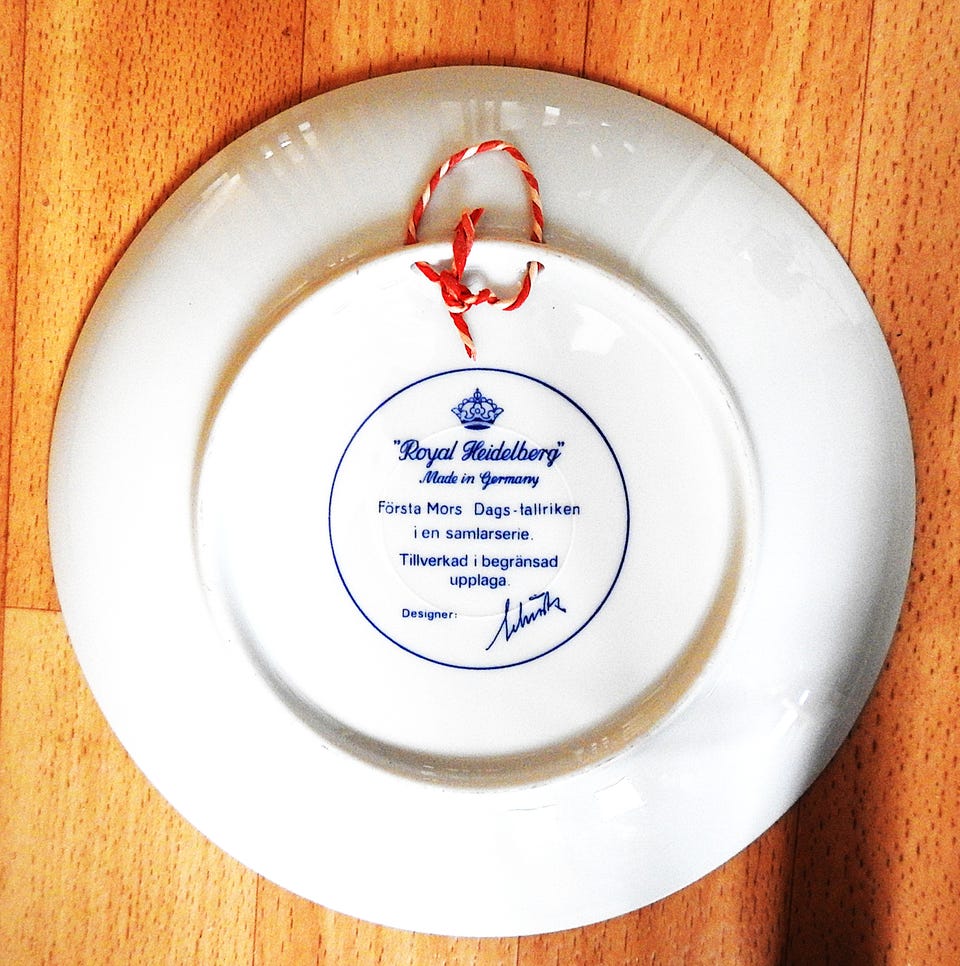 "Royal Heidelberg"
Made in Germany
Första Mors Dags-tallriken
i en samlarserie.
Tillverkad i begränsad
upplaga.
Designer: